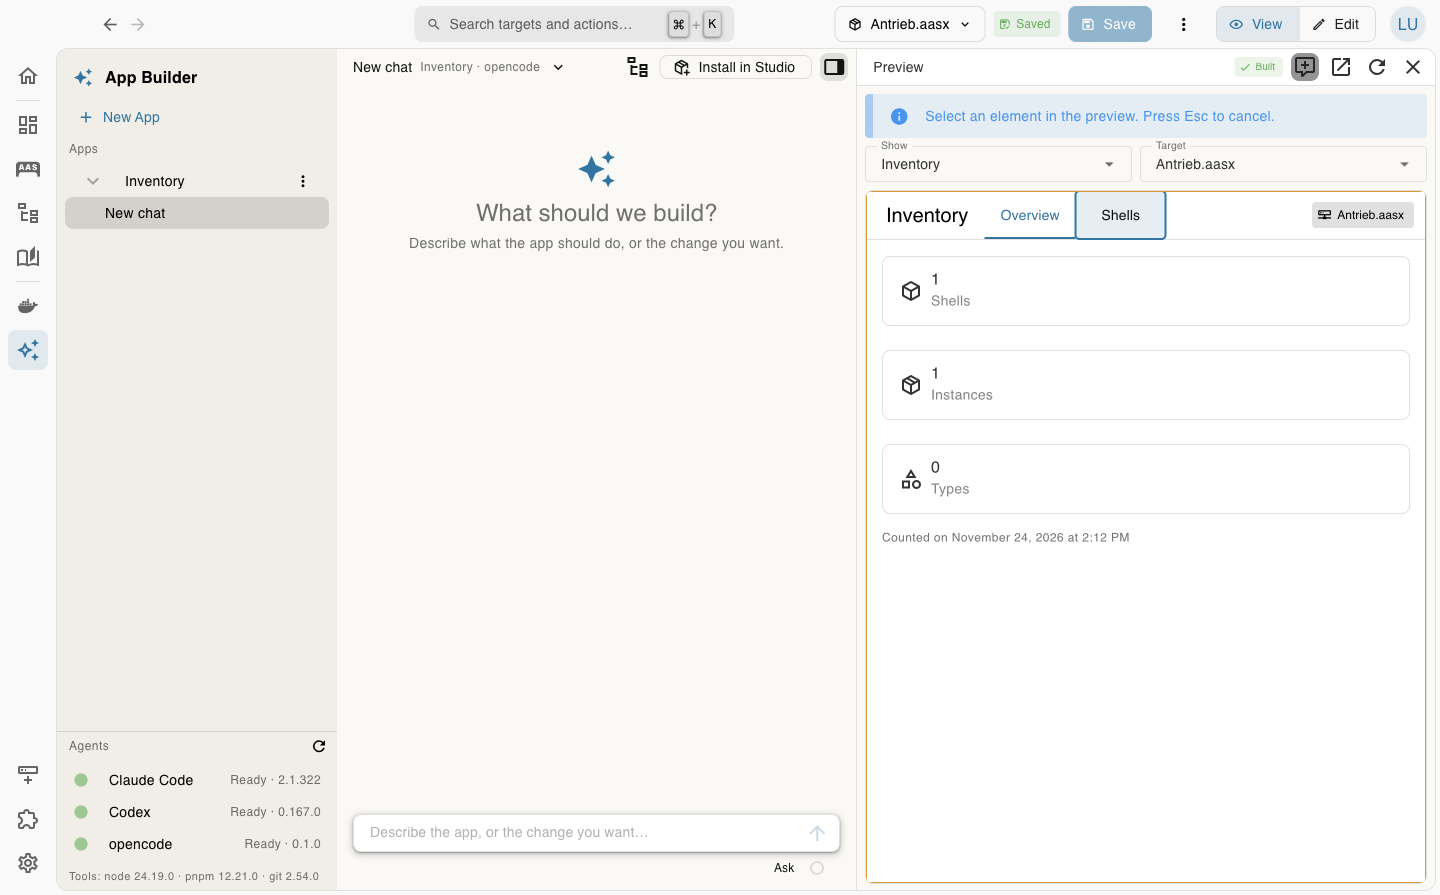 Search targets and actions…
⌘ + K
Antrieb.aasx
Saved
Save
View
Edit
LU
App Builder
New App
Apps
Inventory
New chat
AAS
Agents
Claude Code
Ready · 2.1.322
Codex
Ready · 0.167.0
opencode
Ready · 0.1.0
Tools: node 24.19.0 · pnpm 12.21.0 · git 2.54.0
New chat
Inventory · opencode
Install in Studio
What should we build?
Describe what the app should do, or the change you want.
Describe the app, or the change you want…
Ask
Preview
Built
Select an element in the preview. Press Esc to cancel.
Show
Inventory
Target
Antrieb.aasx
Inventory
Overview
Shells
Antrieb.aasx
1
Shells
1
Instances
0
Types
Counted on November 24, 2026 at 2:12 PM